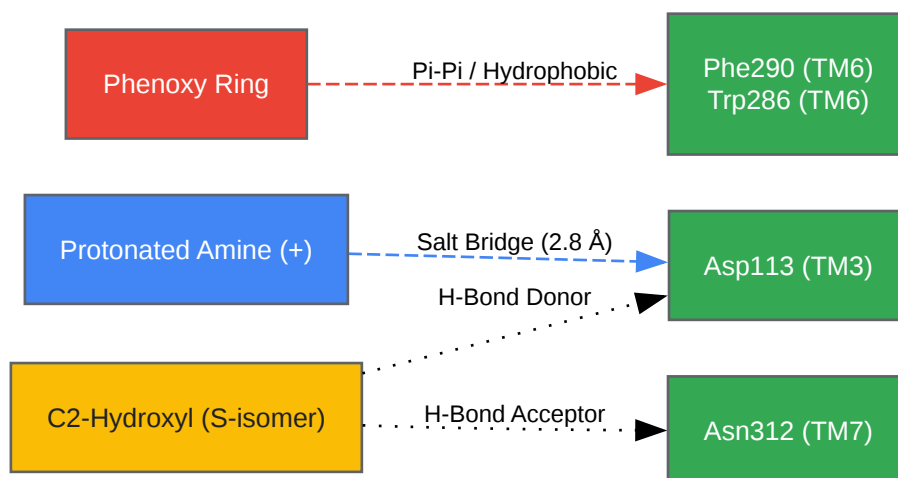 Phenoxy Ring
Pi-Pi / Hydrophobic
Phe290 (TM6)
Trp286 (TM6)
Protonated Amine (+)
Salt Bridge (2.8 Å)
Asp113 (TM3)
H-Bond Donor
C2-Hydroxyl (S-isomer)
H-Bond Acceptor
Asn312 (TM7)